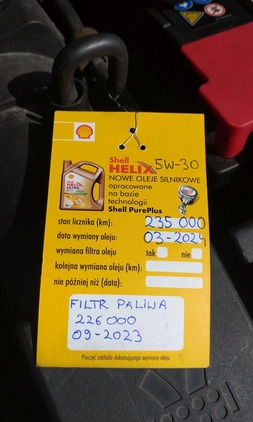 Shell
HELIX 5W-30
NOWE OLEJE SILNIKOWE
opracowane
na bazie
technologii
Shell PurePlus
stan licznika (km): 235 000
data wymiany oleju: 03-2024
wymiana filtra oleju tak nie
kolejna wymiana oleju (km):
nie później niż (data):
FILTR PALIWA
226000
09-2023
Pieczęć zakładu dokonującego wymiany oleju